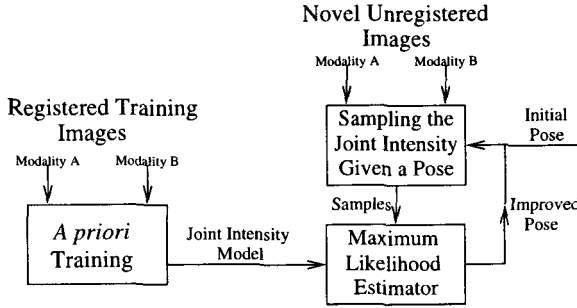 Novel Unregistered
Images
Modality A
Modality B
Registered Training
Images
Modality A
Modality B
Sampling the
Joint Intensity
Given a Pose
Initial
Pose
Samples
Improved
Pose
A priori
Training
Joint Intensity
Model
Maximum
Likelihood
Estimator